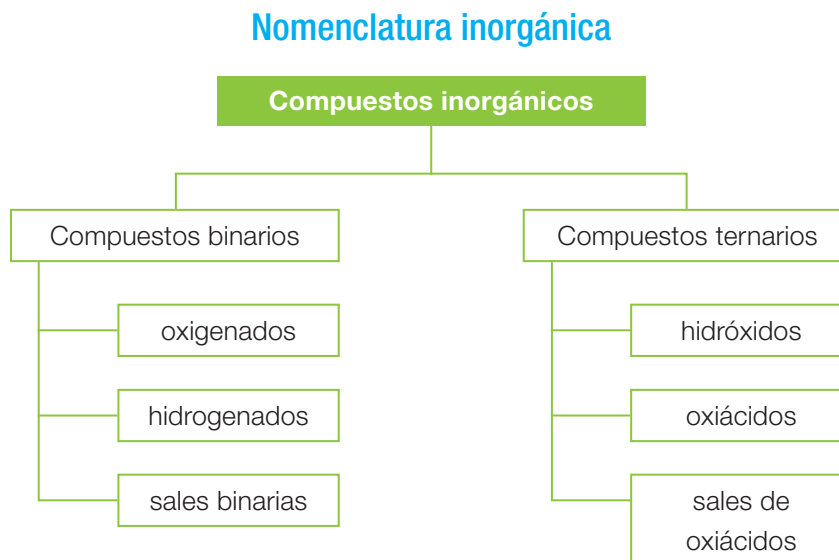 Nomenclatura inorgánica
Compuestos inorgánicos
Compuestos binarios
oxigenados
hidrogenados
sales binarias
Compuestos ternarios
hidróxidos
oxiácidos
sales de
oxiácidos